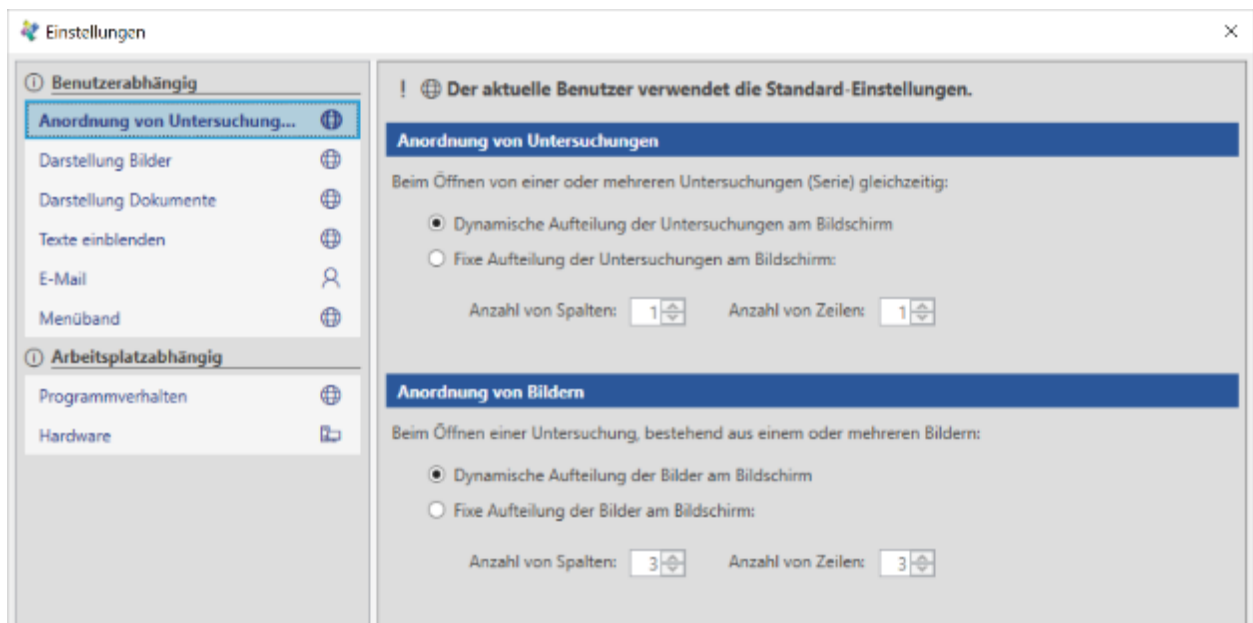 Einstellungen
Benutzerabhängig
Anordnung von Untersuchung...
Darstellung Bilder
Darstellung Dokumente
Texte einblenden
E-Mail
Menüband
Arbeitsplatzabhängig
Programmverhalten
Hardware
! Der aktuelle Benutzer verwendet die Standard-Einstellungen.
Anordnung von Untersuchungen
Beim Öffnen von einer oder mehreren Untersuchungen (Serie) gleichzeitig:
Dynamische Aufteilung der Untersuchungen am Bildschirm
Fixe Aufteilung der Untersuchungen am Bildschirm:
Anzahl von Spalten: 1 Anzahl von Zeilen: 1
Anordnung von Bildern
Beim Öffnen einer Untersuchung, bestehend aus einem oder mehreren Bildern:
Dynamische Aufteilung der Bilder am Bildschirm
Fixe Aufteilung der Bilder am Bildschirm:
Anzahl von Spalten: 3 Anzahl von Zeilen: 3